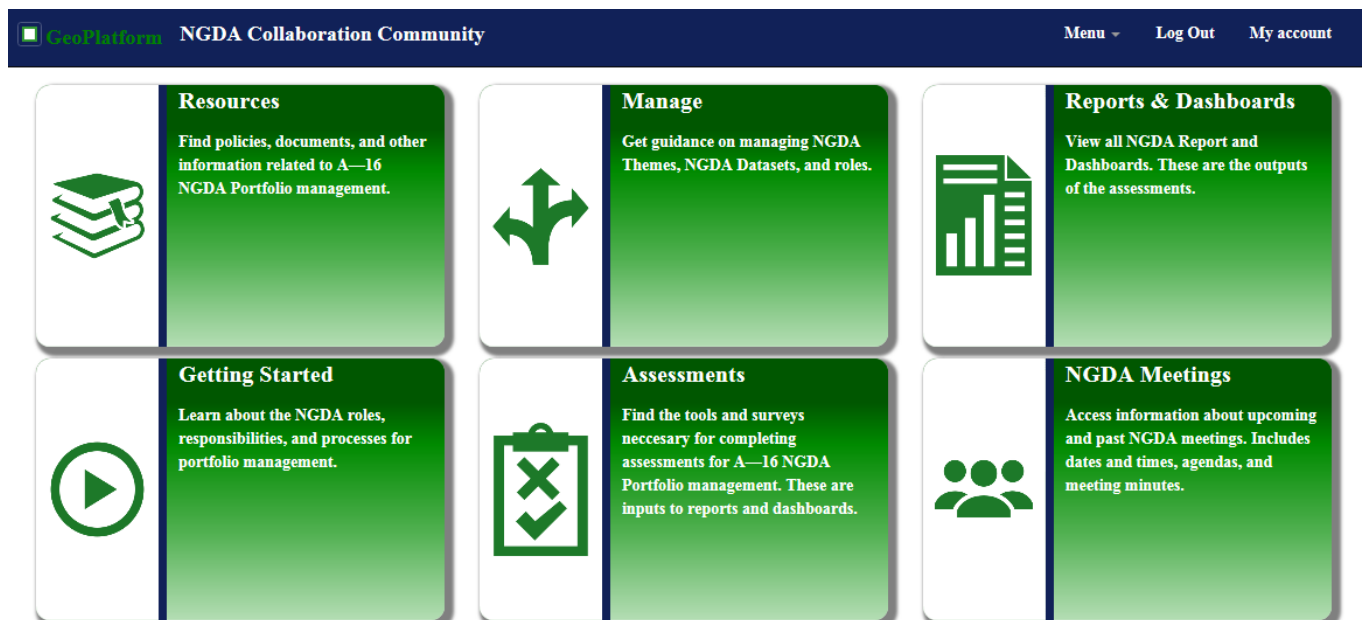 GeoPlatform NGDA Collaboration Community Menu Log Out My account
Resources
Find policies, documents, and other
information related to A—16
NGDA Portfolio management.
Manage
Get guidance on managing NGDA
Themes, NGDA Datasets, and roles.
Reports & Dashboards
View all NGDA Report and
Dashboards. These are the outputs
of the assessments.
Getting Started
Learn about the NGDA roles,
responsibilities, and processes for
portfolio management.
Assessments
Find the tools and surveys
neccesary for completing
assessments for A—16 NGDA
Portfolio management. These are
inputs to reports and dashboards.
NGDA Meetings
Access information about upcoming
and past NGDA meetings. Includes
dates and times, agendas, and
meeting minutes.